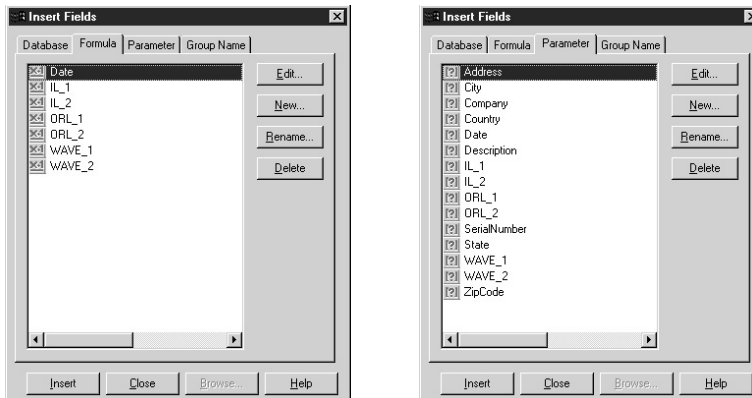 Insert Fields
Database Formula Parameter Group Name
Date
IL_1
IL_2
ORL_1
ORL_2
WAVE_1
WAVE_2
Edit...
New...
Rename...
Delete
Insert Close Browse... Help
Insert Fields
Database Formula Parameter Group Name
Address
City
Company
Country
Date
Description
IL_1
IL_2
ORL_1
ORL_2
SerialNumber
State
WAVE_1
WAVE_2
ZipCode
Edit...
New...
Rename...
Delete
Insert Close Browse... Help